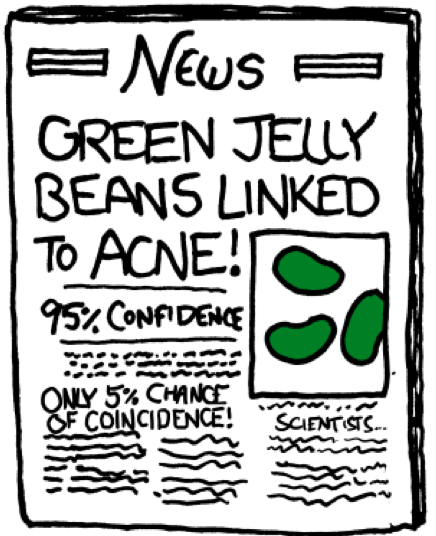 NEWS
GREEN JELLY
BEANS LINKED
TO ACNE!
95% CONFIDENCE
ONLY 5% CHANCE
OF COINCIDENCE!
SCIENTISTS...